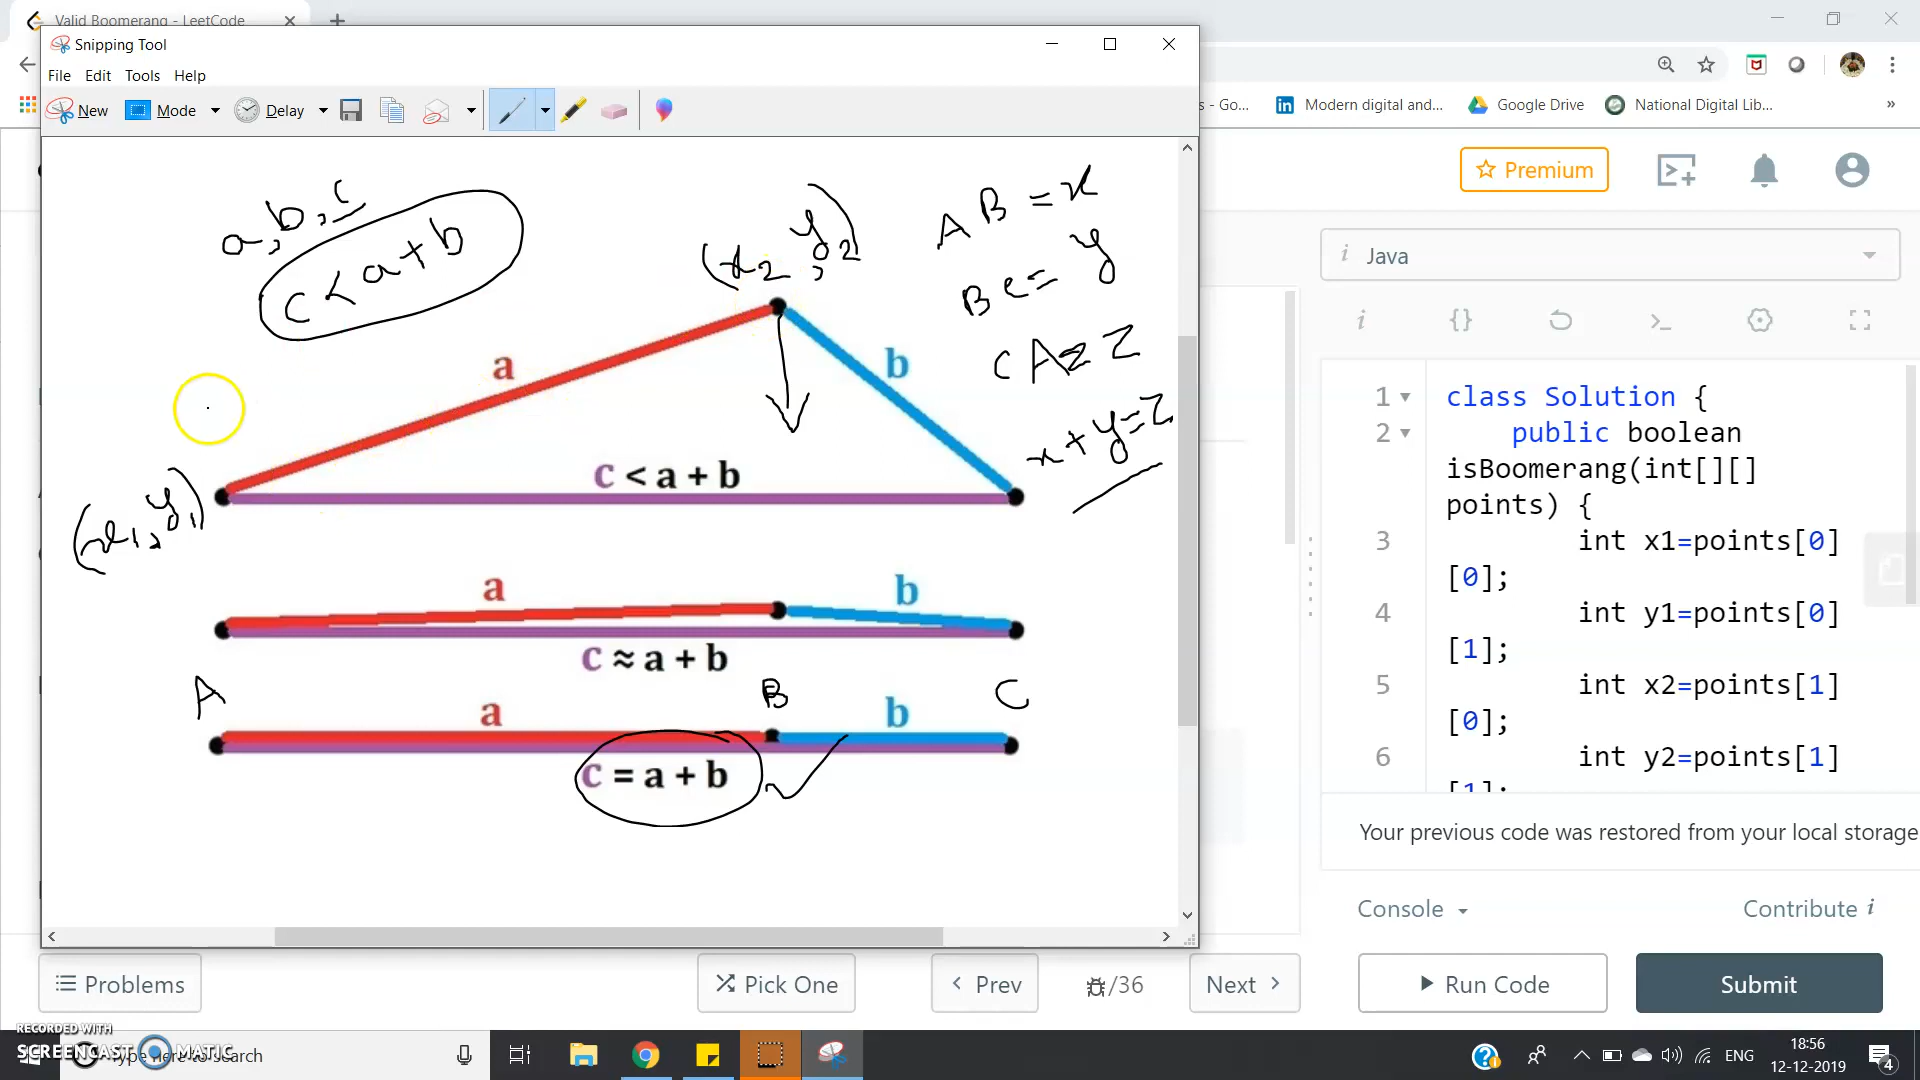 Valid Boomerang - LeetCode
Snipping Tool
File Edit Tools Help
New Mode Delay
s - Go... Modern digital and... Google Drive National Digital Lib... »
Premium
a,b,c
c < a+b
(x2, y2)
AB = x
BC = y
CA = z
x+y=z
(x1, y1)
a
b
c < a + b
a
b
c ≈ a + b
A
B
C
a
b
c = a + b
i Java
i {} >_
1 class Solution {
2 public boolean
isBoomerang(int[][]
points) {
3 int x1=points[0]
[0];
4 int y1=points[0]
[1];
5 int x2=points[1]
[0];
6 int y2=points[1]
[1];
Your previous code was restored from your local storage
Console
Contribute i
Problems
Pick One
Prev
/36
Next
Run Code
Submit
RECORDED WITH
SCREENCAST MATIC
Type here to search
ENG
18:56
12-12-2019
4